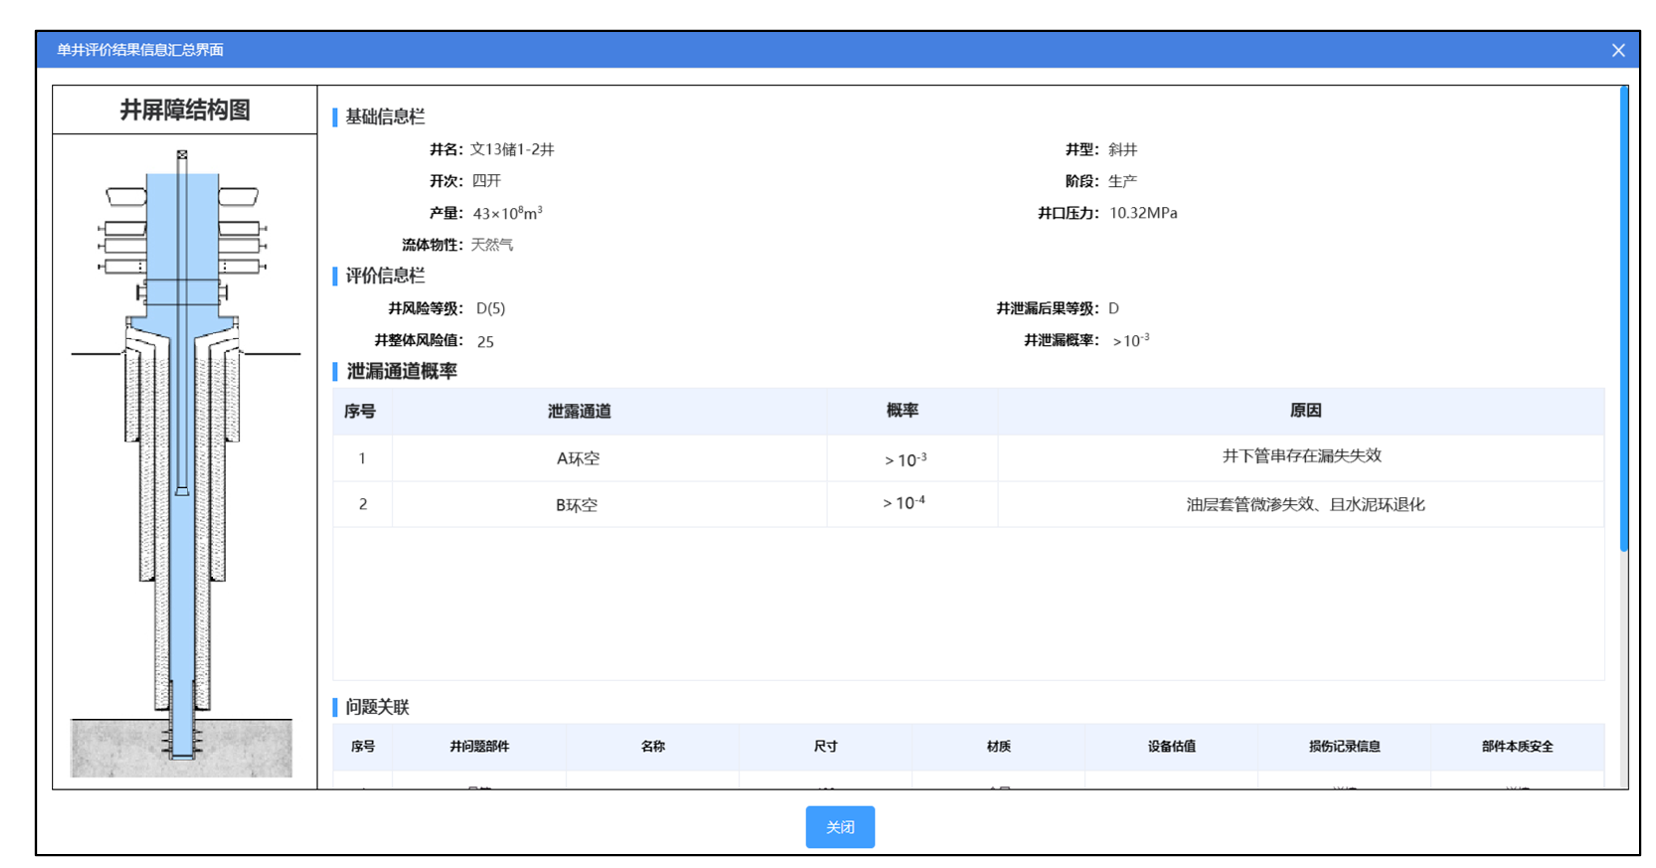 单井评价结果信息汇总界面
井屏障结构图
基础信息栏
井名：文13储1-2井 井型：斜井
开次：四开 阶段：生产
产量：43×10⁸m³ 井口压力：10.32MPa
流体物性：天然气
评价信息栏
井风险等级：D(5) 井泄漏后果等级：D
井整体风险值：25 井泄漏概率：>10⁻³
泄漏通道概率
序号 泄露通道 概率 原因
1 A环空 >10⁻³ 井下管串存在漏失失效
2 B环空 >10⁻⁴ 油层套管微渗失效、且水泥环退化
问题关联
序号 井问题部件 名称 尺寸 材质 设备估值 损伤记录信息 部件本质安全
关闭